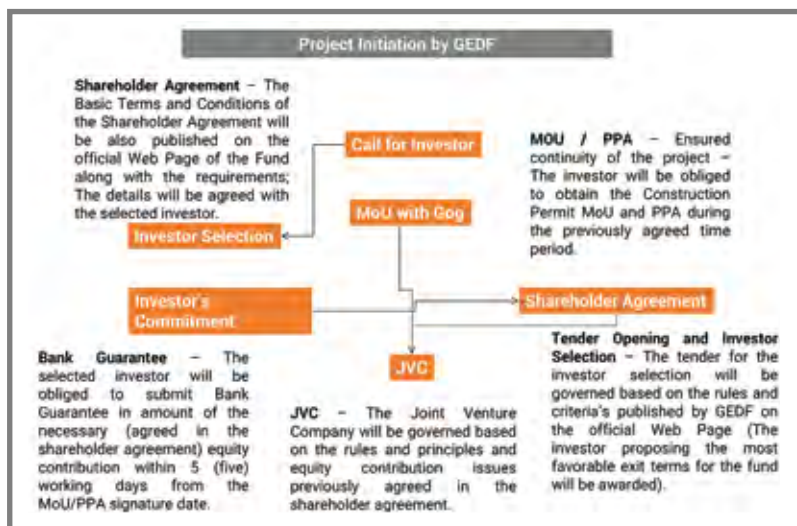 Project Initiation by GEDF
Shareholder Agreement – The
Basic Terms and Conditions of
the Shareholder Agreement will
be also published on the
official Web Page of the Fund
along with the requirements;
The details will be agreed with
the selected investor.
Call for Investor
MOU / PPA – Ensured
continuity of the project –
The investor will be obliged
to obtain the Construction
Permit MoU and PPA during
the previously agreed time
period.
MoU with Gog
Investor Selection
Investor's
Commitment
Shareholder Agreement
JVC
Bank Guarantee – The
selected investor will be
obliged to submit Bank
Guarantee in amount of the
necessary (agreed in the
shareholder agreement) equity
contribution within 5 (five)
working days from the
MoU/PPA signature date.
JVC – The Joint Venture
Company will be governed based
on the rules and principles and
equity contribution issues
previously agreed in the
shareholder agreement.
Tender Opening and Investor
Selection – The tender for the
investor selection will be
governed based on the rules and
criteria's published by GEDF on
the official Web Page (The
investor proposing the most
favorable exit terms for the fund
will be awarded).